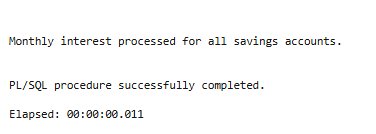 Monthly interest processed for all savings accounts.
PL/SQL procedure successfully completed.
Elapsed: 00:00:00.011